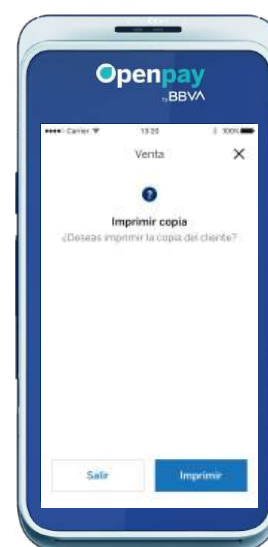 Openpay
by BBVA
Carrier 13:20 100%
Venta
?
Imprimir copia
¿Deseas imprimir la copia del cliente?
Salir Imprimir